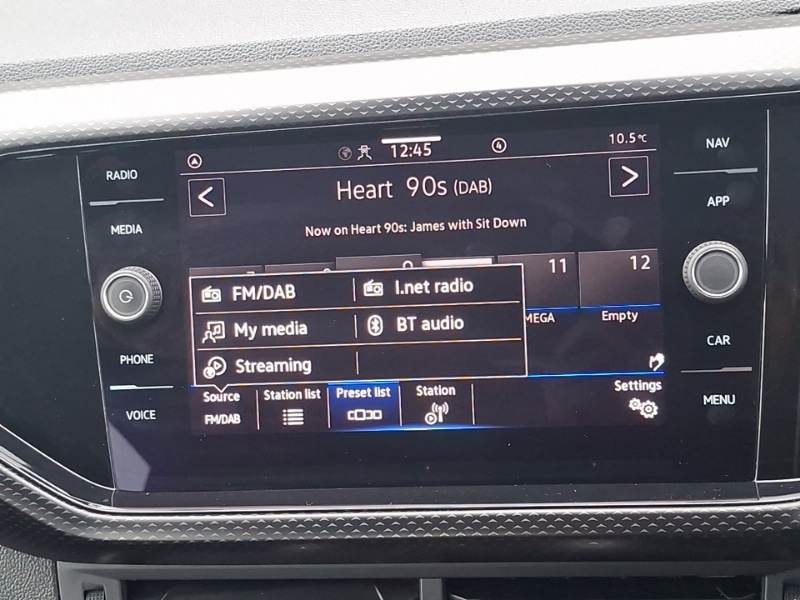 RADIO
MEDIA
PHONE
VOICE
NAV
APP
CAR
MENU
12:45
4
10.5°C
Heart 90s (DAB)
Now on Heart 90s: James with Sit Down
11
12
MEGA
Empty
FM/DAB
I.net radio
My media
BT audio
Streaming
Source
FM/DAB
Station list
Preset list
Station
Settings